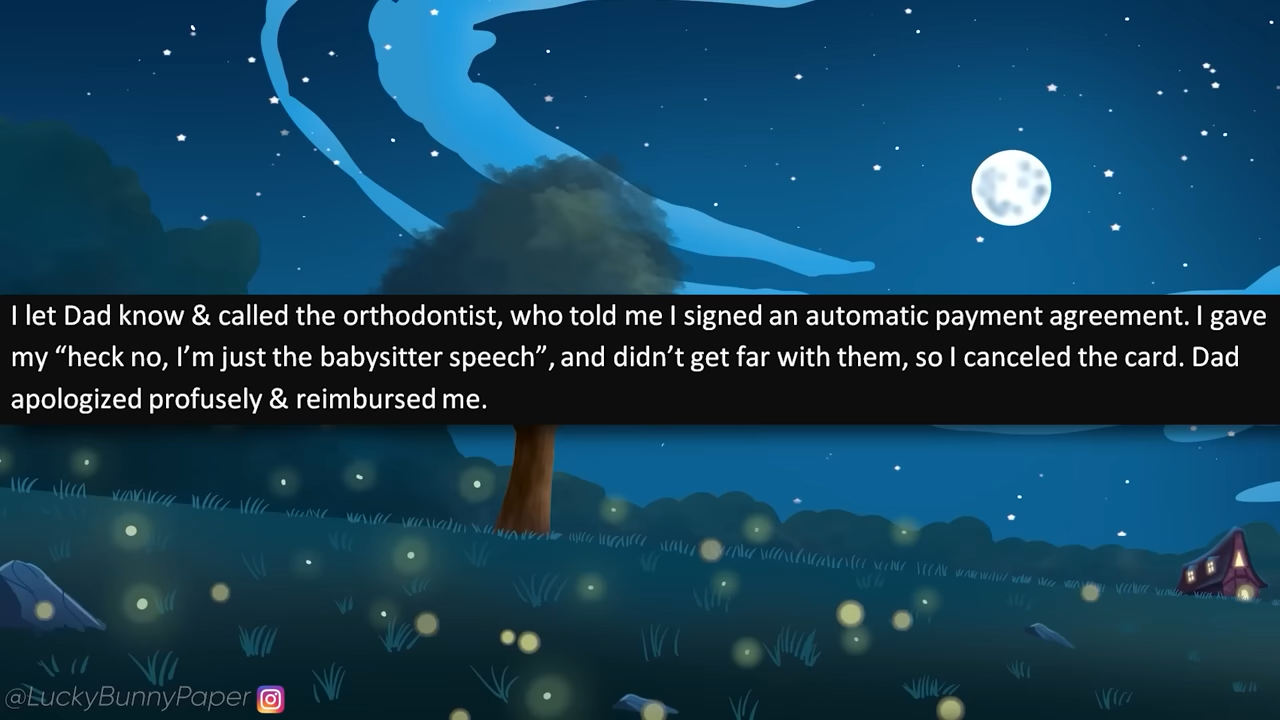 I let Dad know & called the orthodontist, who told me I signed an automatic payment agreement. I gave
my “heck no, I’m just the babysitter speech”, and didn’t get far with them, so I canceled the card. Dad
apologized profusely & reimbursed me.
@LuckyBunnyPaper